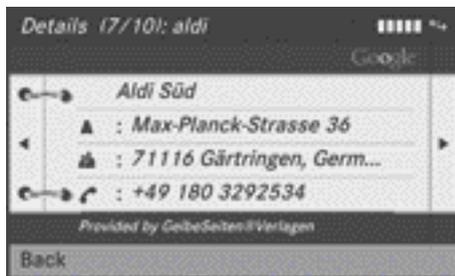 Details (7/10): aldi
Google
Aldi Süd
: Max-Planck-Strasse 36
: 71116 Gärtringen, Germ...
: +49 180 3292534
Provided by GelbeSeiten®Verlagen
Back